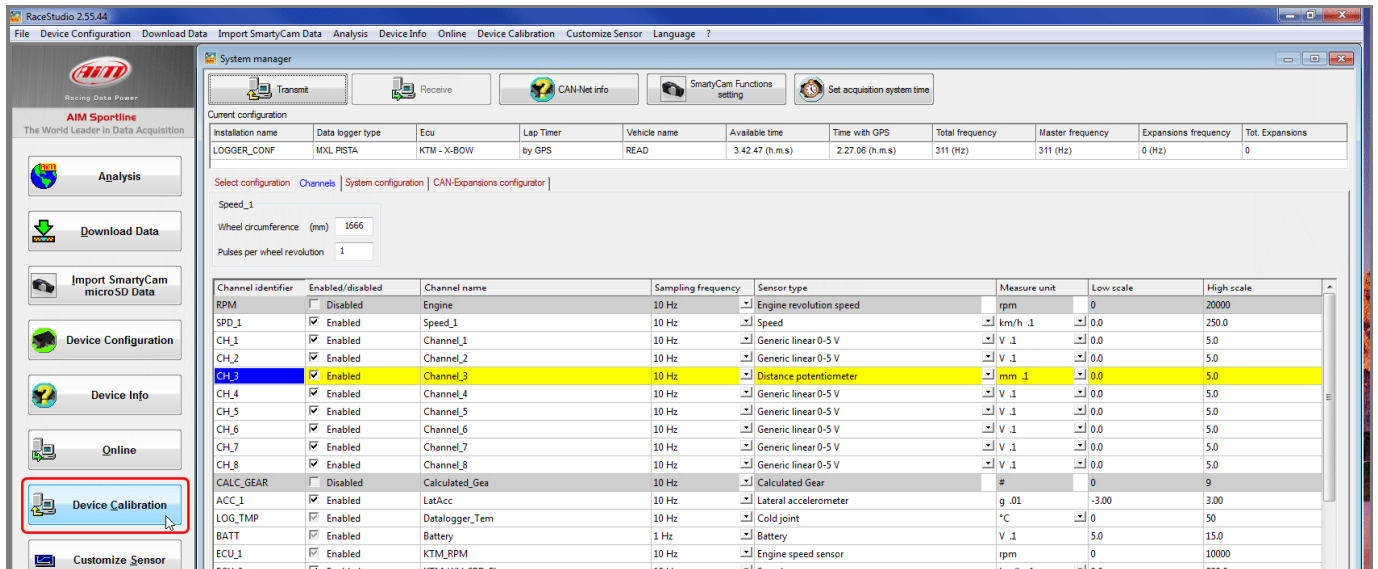 RaceStudio 2.55.44
File Device Configuration Download Data Import SmartyCam Data Analysis Device Info Online Device Calibration Customize Sensor Language ?
AiM
Racing Data Power
AIM Sportline
The World Leader in Data Acquisition
Analysis
Download Data
Import SmartyCam
microSD Data
Device Configuration
Device Info
Online
Device Calibration
Customize Sensor
System manager
Transmit Receive CAN-Net info SmartyCam Functions setting Set acquisition system time
Current configuration
Installation name Data logger type Ecu Lap Timer Vehicle name Available time Time with GPS Total frequency Master frequency Expansions frequency Tot. Expansions
LOGGER_CONF MXL PISTA KTM - X-BOW by GPS READ 3.42.47 (h.m.s) 2.27.06 (h.m.s) 311 (Hz) 311 (Hz) 0 (Hz) 0
Select configuration Channels System configuration CAN-Expansions configurator
Speed_1
Wheel circumference (mm) 1666
Pulses per wheel revolution 1
Channel identifier Enabled/disabled Channel name Sampling frequency Sensor type Measure unit Low scale High scale
RPM Disabled Engine 10 Hz Engine revolution speed rpm 0 20000
SPD_1 Enabled Speed_1 10 Hz Speed km/h .1 0.0 250.0
CH_1 Enabled Channel_1 10 Hz Generic linear 0-5 V V .1 0.0 5.0
CH_2 Enabled Channel_2 10 Hz Generic linear 0-5 V V .1 0.0 5.0
CH_3 Enabled Channel_3 10 Hz Distance potentiometer mm .1 0.0 5.0
CH_4 Enabled Channel_4 10 Hz Generic linear 0-5 V V .1 0.0 5.0
CH_5 Enabled Channel_5 10 Hz Generic linear 0-5 V V .1 0.0 5.0
CH_6 Enabled Channel_6 10 Hz Generic linear 0-5 V V .1 0.0 5.0
CH_7 Enabled Channel_7 10 Hz Generic linear 0-5 V V .1 0.0 5.0
CH_8 Enabled Channel_8 10 Hz Generic linear 0-5 V V .1 0.0 5.0
CALC_GEAR Disabled Calculated_Gea 10 Hz Calculated Gear # 0 9
ACC_1 Enabled LatAcc 10 Hz Lateral accelerometer g .01 -3.00 3.00
LOG_TMP Enabled Datalogger_Tem 10 Hz Cold joint °C 0 50
BATT Enabled Battery 1 Hz Battery V .1 5.0 15.0
ECU_1 Enabled KTM_RPM 10 Hz Engine speed sensor rpm 0 10000